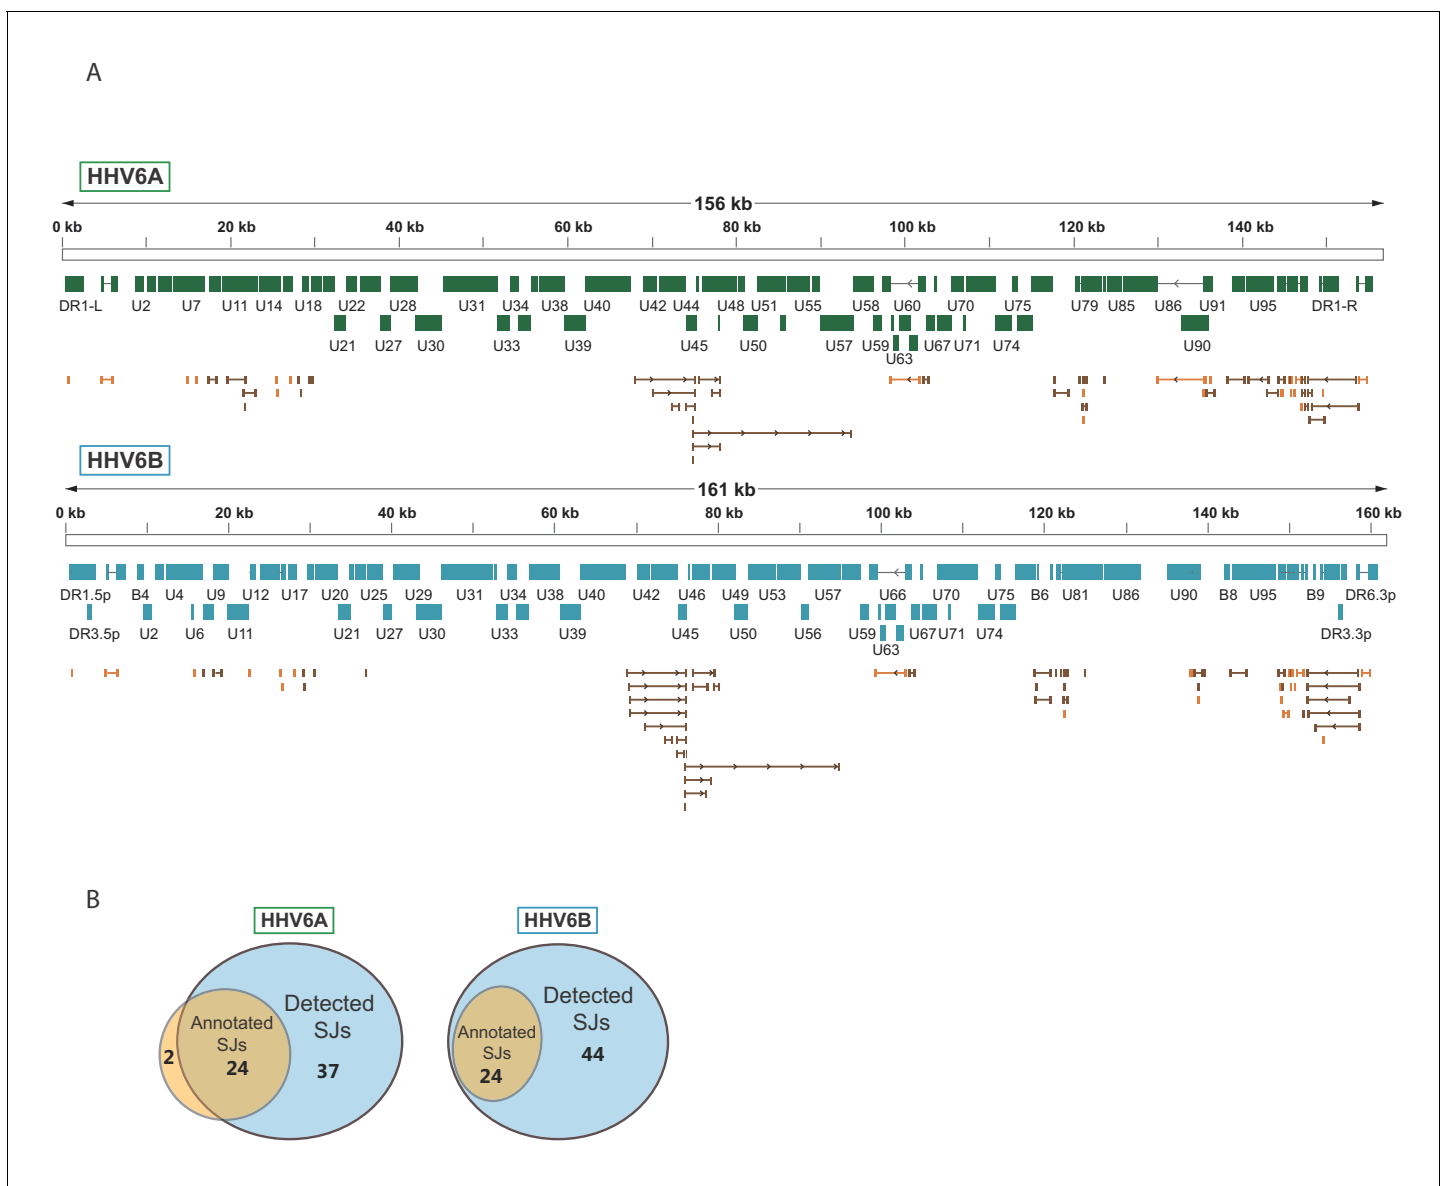 A
HHV6A
156 kb
0 kb 20 kb 40 kb 60 kb 80 kb 100 kb 120 kb 140 kb
DR1-L U2 U7 U11 U14 U18 U22 U28 U31 U34 U38 U40 U42 U44 U48 U51 U55 U58 U60 U70 U75 U79 U85 U86 U91 U95 DR1-R
U21 U27 U30 U33 U39 U45 U50 U57 U59 U67 U71 U74 U90
U63
HHV6B
161 kb
0 kb 20 kb 40 kb 60 kb 80 kb 100 kb 120 kb 140 kb 160 kb
DR1.5p B4 U4 U9 U12 U17 U20 U25 U29 U31 U34 U38 U40 U42 U46 U49 U53 U57 U66 U70 U75 B6 U81 U86 U90 B8 U95 B9 DR6.3p
DR3.5p U2 U6 U11 U21 U27 U30 U33 U39 U45 U50 U56 U59 U67 U71 U74 DR3.3p
U63
B
HHV6A HHV6B
Detected
SJs
Annotated
SJs
2
24
37
Detected
SJs
Annotated
SJs
24
44